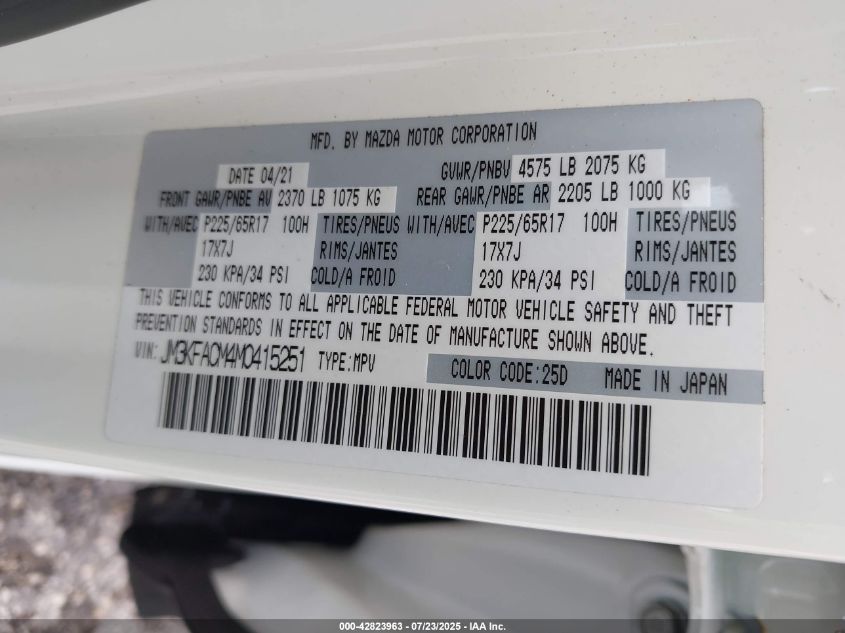 MFD. BY MAZDA MOTOR CORPORATION
DATE 04/21 GVWR/PNBV 4575 LB 2075 KG
FRONT GAWR/PNBE AV 2370 LB 1075 KG REAR GAWR/PNBE AR 2205 LB 1000 KG
WITH/AVEC P225/65R17 100H TIRES/PNEUS WITH/AVEC P225/65R17 100H TIRES/PNEUS
17X7J RIMS/JANTES 17X7J RIMS/JANTES
230 KPA/34 PSI COLD/A FROID 230 KPA/34 PSI COLD/A FROID
THIS VEHICLE CONFORMS TO ALL APPLICABLE FEDERAL MOTOR VEHICLE SAFETY AND THEFT
PREVENTION STANDARDS IN EFFECT ON THE DATE OF MANUFACTURE SHOWN ABOVE.
VIN: JM3KFACM4M0415251 TYPE:MPV COLOR CODE:25D MADE IN JAPAN
000-42823963 - 07/23/2025 - IAA Inc.